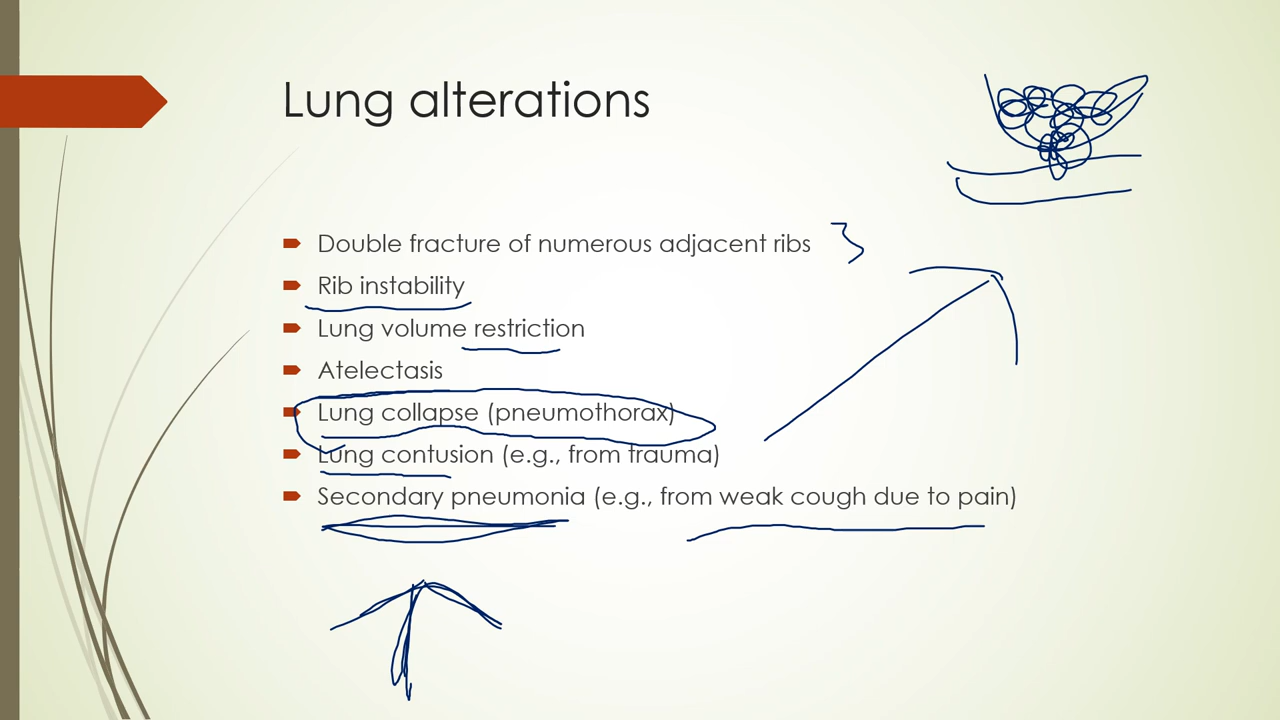 Lung alterations
Double fracture of numerous adjacent ribs 3
Rib instability
Lung volume restriction
Atelectasis
Lung collapse (pneumothorax)
Lung contusion (e.g., from trauma)
Secondary pneumonia (e.g., from weak cough due to pain)